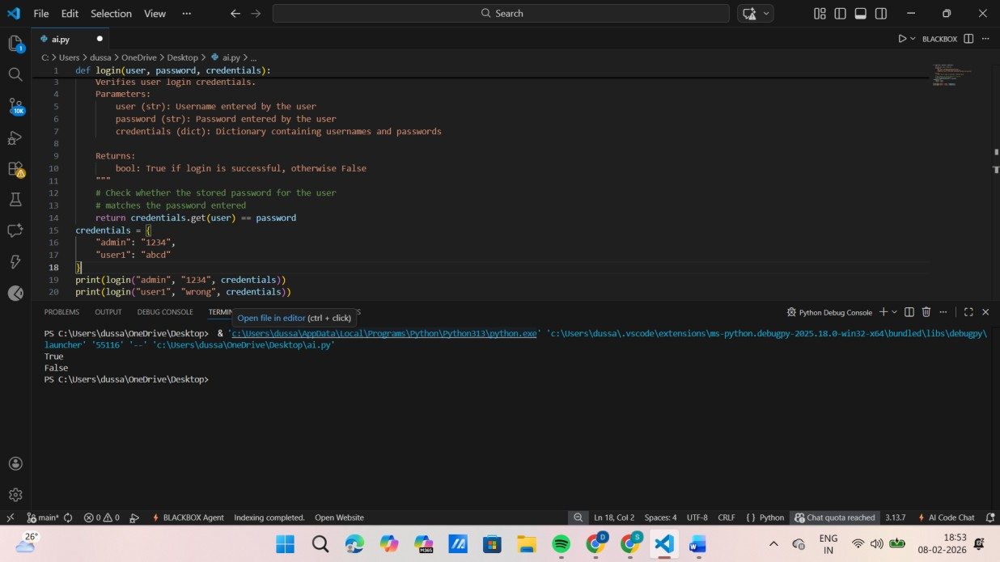 File Edit Selection View ... Search
ai.py
BLACKBOX
C: > Users > dussa > OneDrive > Desktop > ai.py > ...
1 def login(user, password, credentials):
3 Verifies user login credentials.
4 Parameters:
5 user (str): Username entered by the user
6 password (str): Password entered by the user
7 credentials (dict): Dictionary containing usernames and passwords
8
9 Returns:
10 bool: True if login is successful, otherwise False
11 """
12 # Check whether the stored password for the user
13 # matches the password entered
14 return credentials.get(user) == password
15 credentials = {
16 "admin": "1234",
17 "user1": "abcd"
18 }
19 print(login("admin", "1234", credentials))
20 print(login("user1", "wrong", credentials))
PROBLEMS OUTPUT DEBUG CONSOLE TERMIN Python Debug Console
Open file in editor (ctrl + click)
PS C:\Users\dussa\OneDrive\Desktop> & 'c:\Users\dussa\AppData\Local\Programs\Python\Python313\python.exe' 'c:\Users\dussa\.vscode\extensions\ms-python.debugpy-2025.18.0-win32-x64\bundled\libs\debugpy\
launcher' '55116' '--' 'c:\Users\dussa\OneDrive\Desktop\ai.py'
True
False
PS C:\Users\dussa\OneDrive\Desktop>
main* 0 0 BLACKBOX Agent Indexing completed. Open Website Ln 18, Col 2 Spaces: 4 UTF-8 CRLF { } Python Chat quota reached 3.13.7 AI Code Chat
1
10K
26°
M365
D
S
W
ENG
IN
18:53
08-02-2026